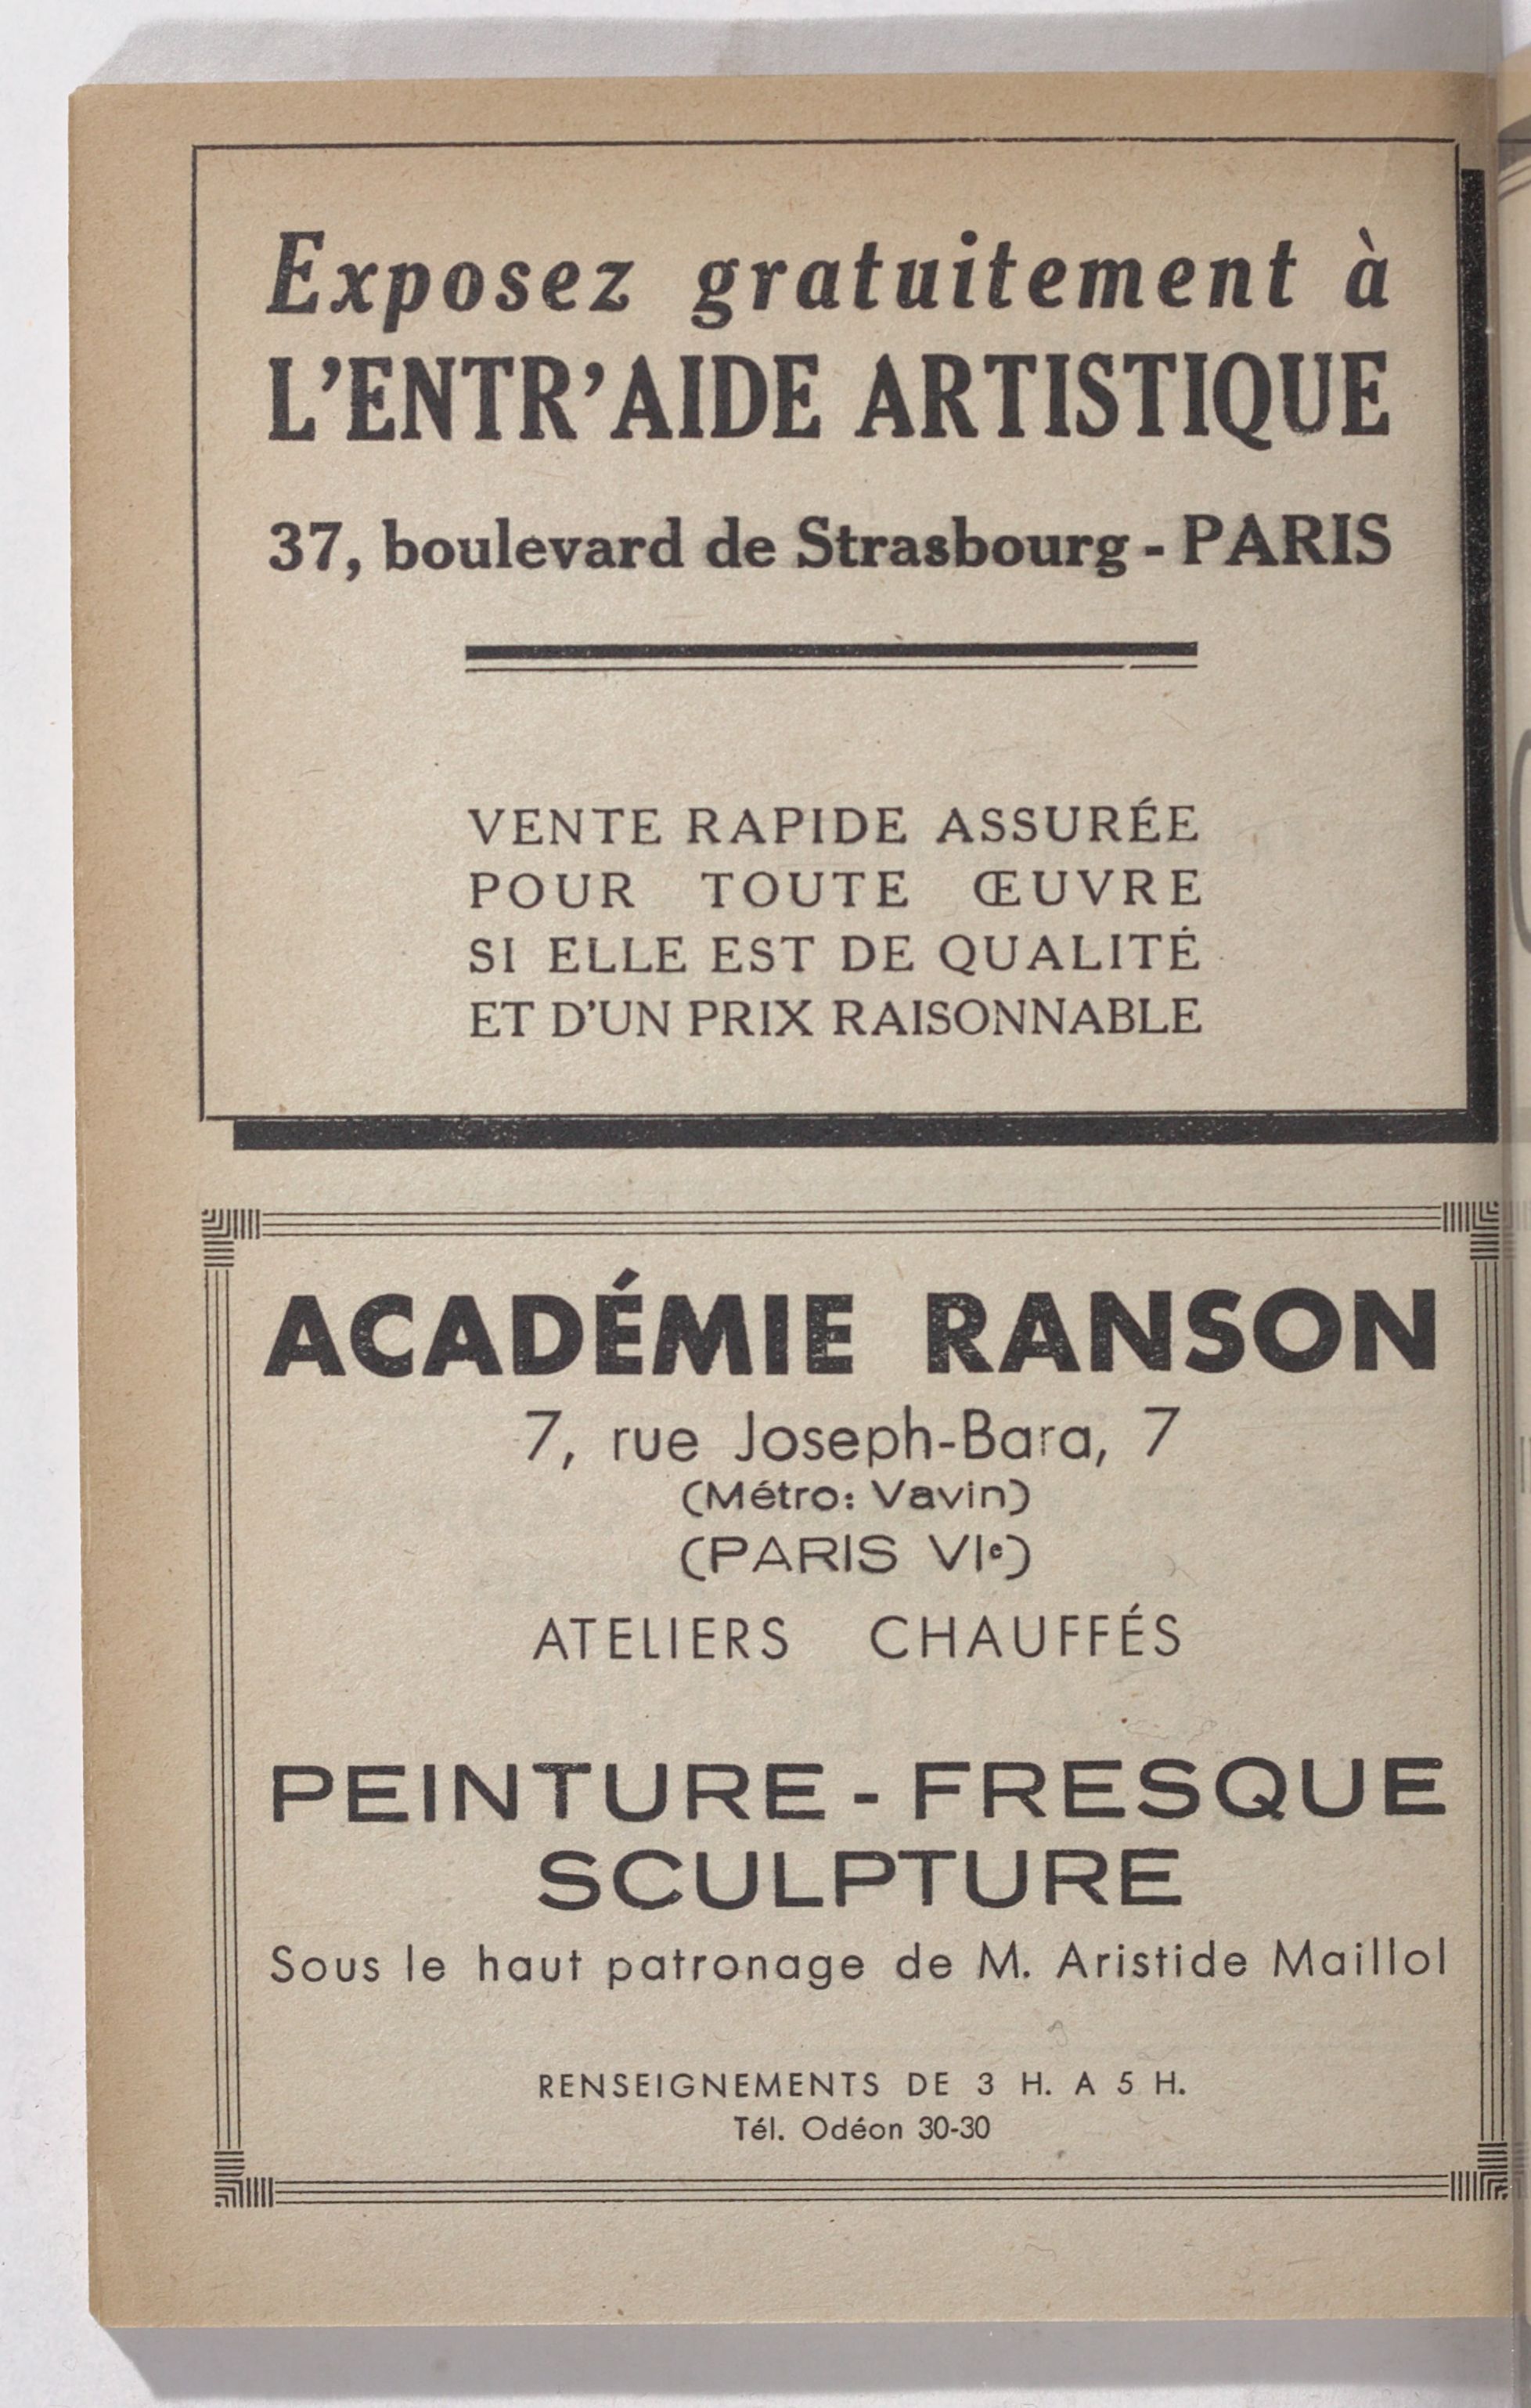 Exposez gratuitement à
L'ENTR'AIDE ARTISTIQUE
37, boulevard de Strasbourg - PARIS
VENTE RAPIDE ASSURÉE
POUR TOUTE ŒUVRE
SI ELLE EST DE QUALITÉ
ET D'UN PRIX RAISONNABLE
ACADÉMIE RANSON
7, rue Joseph-Bara, 7
(Métro: Vavin)
(PARIS VIe)
ATELIERS CHAUFFÉS
PEINTURE - FRESQUE
SCULPTURE
Sous le haut patronage de M. Aristide Maillol
RENSEIGNEMENTS DE 3 H. A 5 H.
Tél. Odéon 30-30